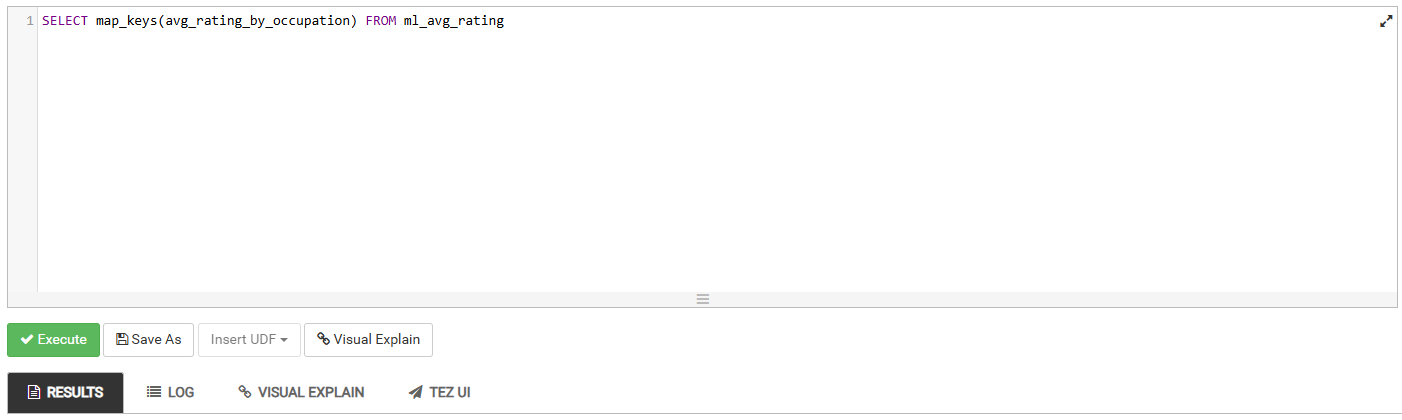 1 SELECT map_keys(avg_rating_by_occupation) FROM ml_avg_rating
Execute Save As Insert UDF Visual Explain
RESULTS LOG VISUAL EXPLAIN TEZ UI